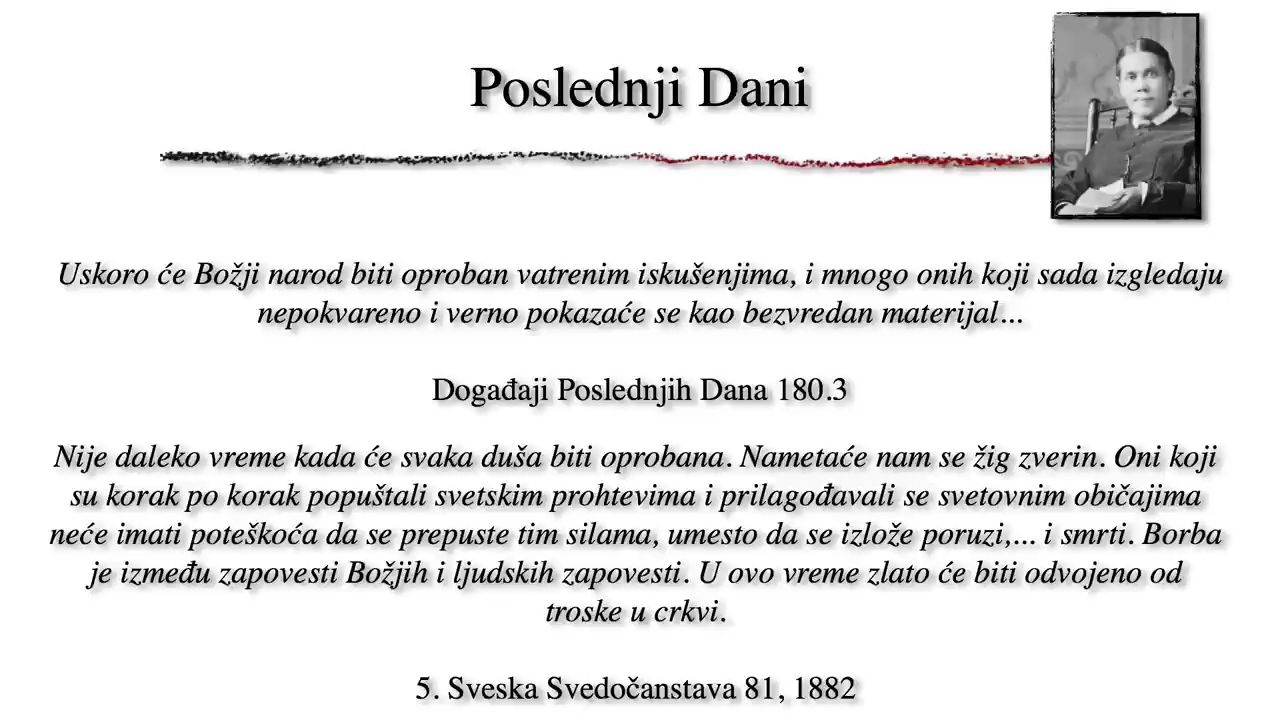 Poslednji Dani
Uskoro će Božji narod biti oproban vatrenim iskušenjima, i mnogo onih koji sada izgledaju
nepokvareno i verno pokazaće se kao bezvredan materijal...
Događaji Poslednjih Dana 180.3
Nije daleko vreme kada će svaka duša biti oprobana. Nametaće nam se žig zverin. Oni koji
su korak po korak popuštali svetskim prohtevima i prilagođavali se svetovnim običajima
neće imati poteškoća da se prepuste tim silama, umesto da se izlože poruzi,... i smrti. Borba
je između zapovesti Božjih i ljudskih zapovesti. U ovo vreme zlato će biti odvojeno od
troske u crkvi.
5. Sveska Svedočanstava 81, 1882